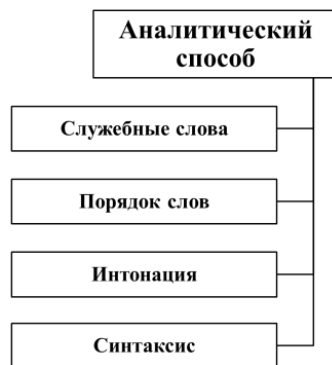 Аналитический
способ
Служебные слова
Порядок слов
Интонация
Синтаксис